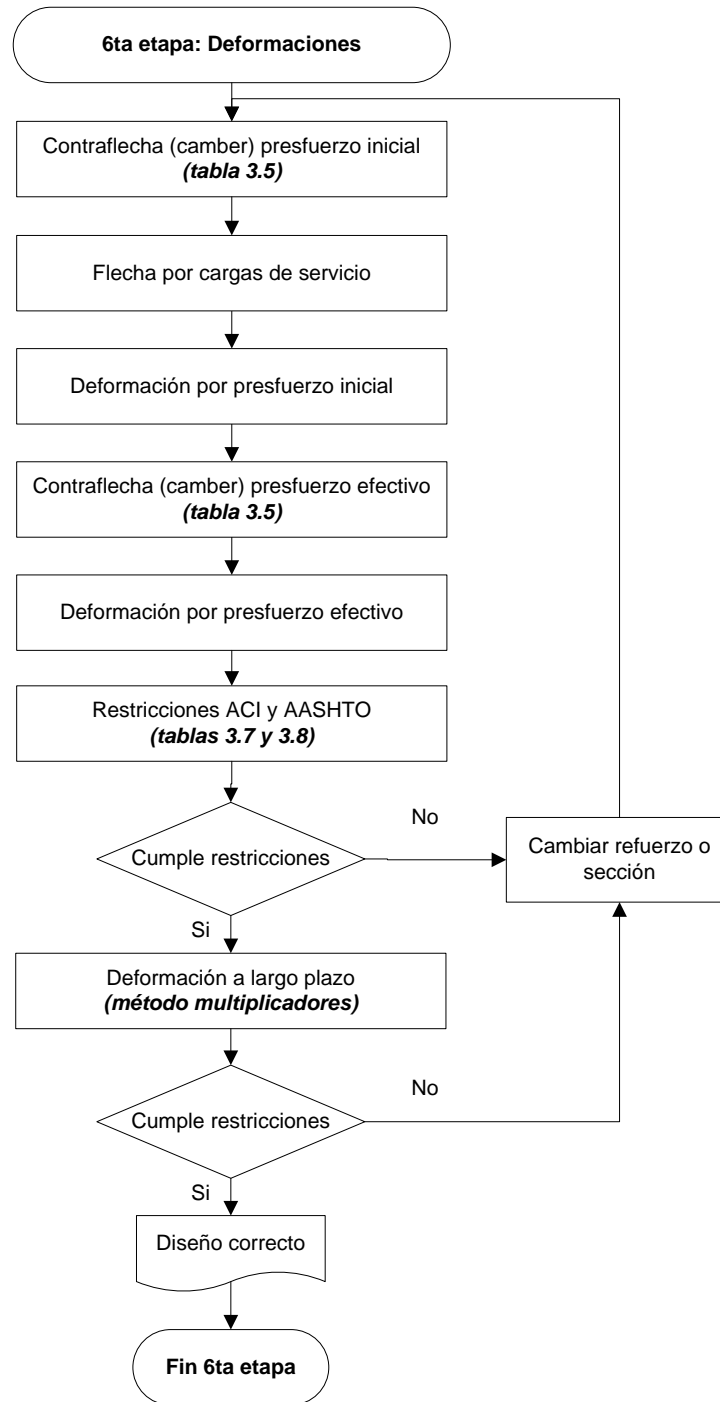 6ta etapa: Deformaciones
Contraflecha (camber) presfuerzo inicial
(tabla 3.5)
Flecha por cargas de servicio
Deformación por presfuerzo inicial
Contraflecha (camber) presfuerzo efectivo
(tabla 3.5)
Deformación por presfuerzo efectivo
Restricciones ACI y AASHTO
(tablas 3.7 y 3.8)
No
Cumple restricciones
Cambiar refuerzo o
sección
Si
Deformación a largo plazo
(método multiplicadores)
No
Cumple restricciones
Si
Diseño correcto
Fin 6ta etapa